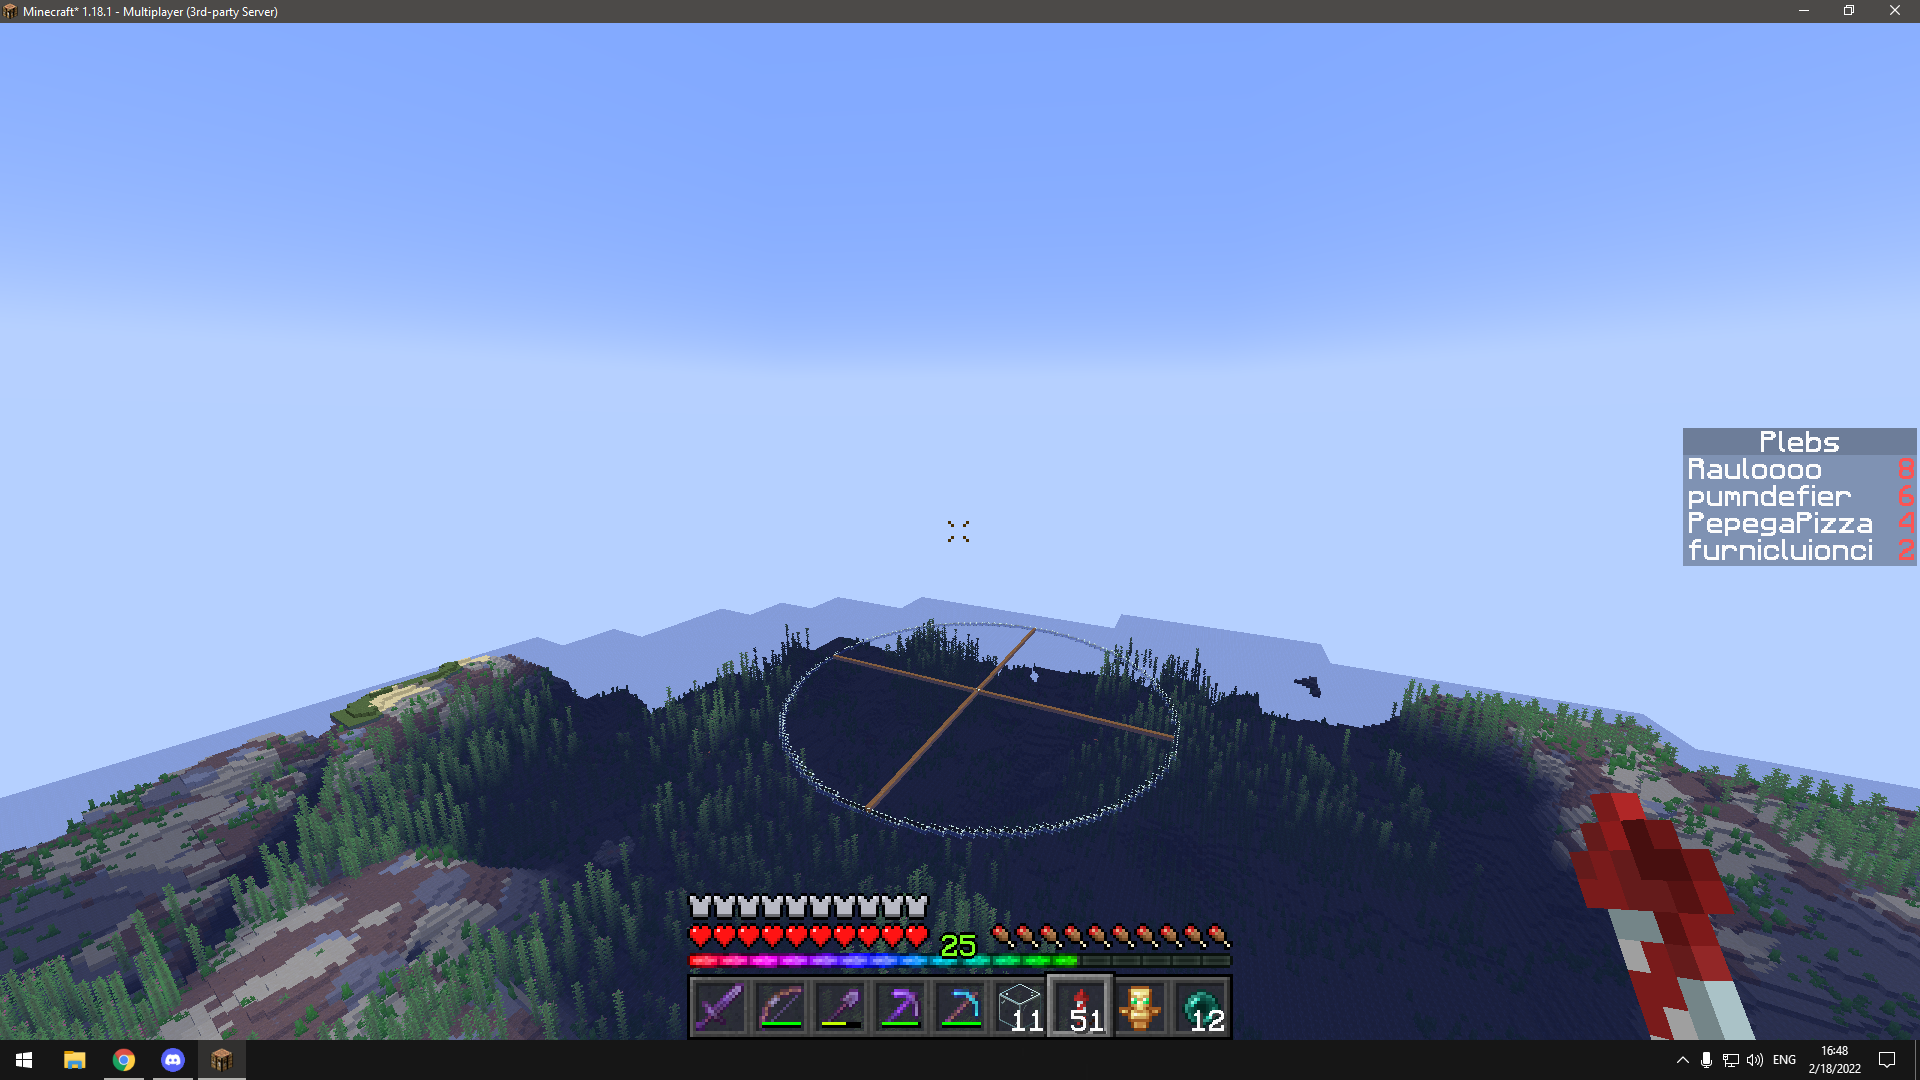 Minecraft* 1.18.1 - Multiplayer (3rd-party Server)
Plebs
Rauloooo 8
pumndefier 6
PepegaPizza 4
furnicluionci 2
25
11
51
12
ENG
16:48
2/18/2022